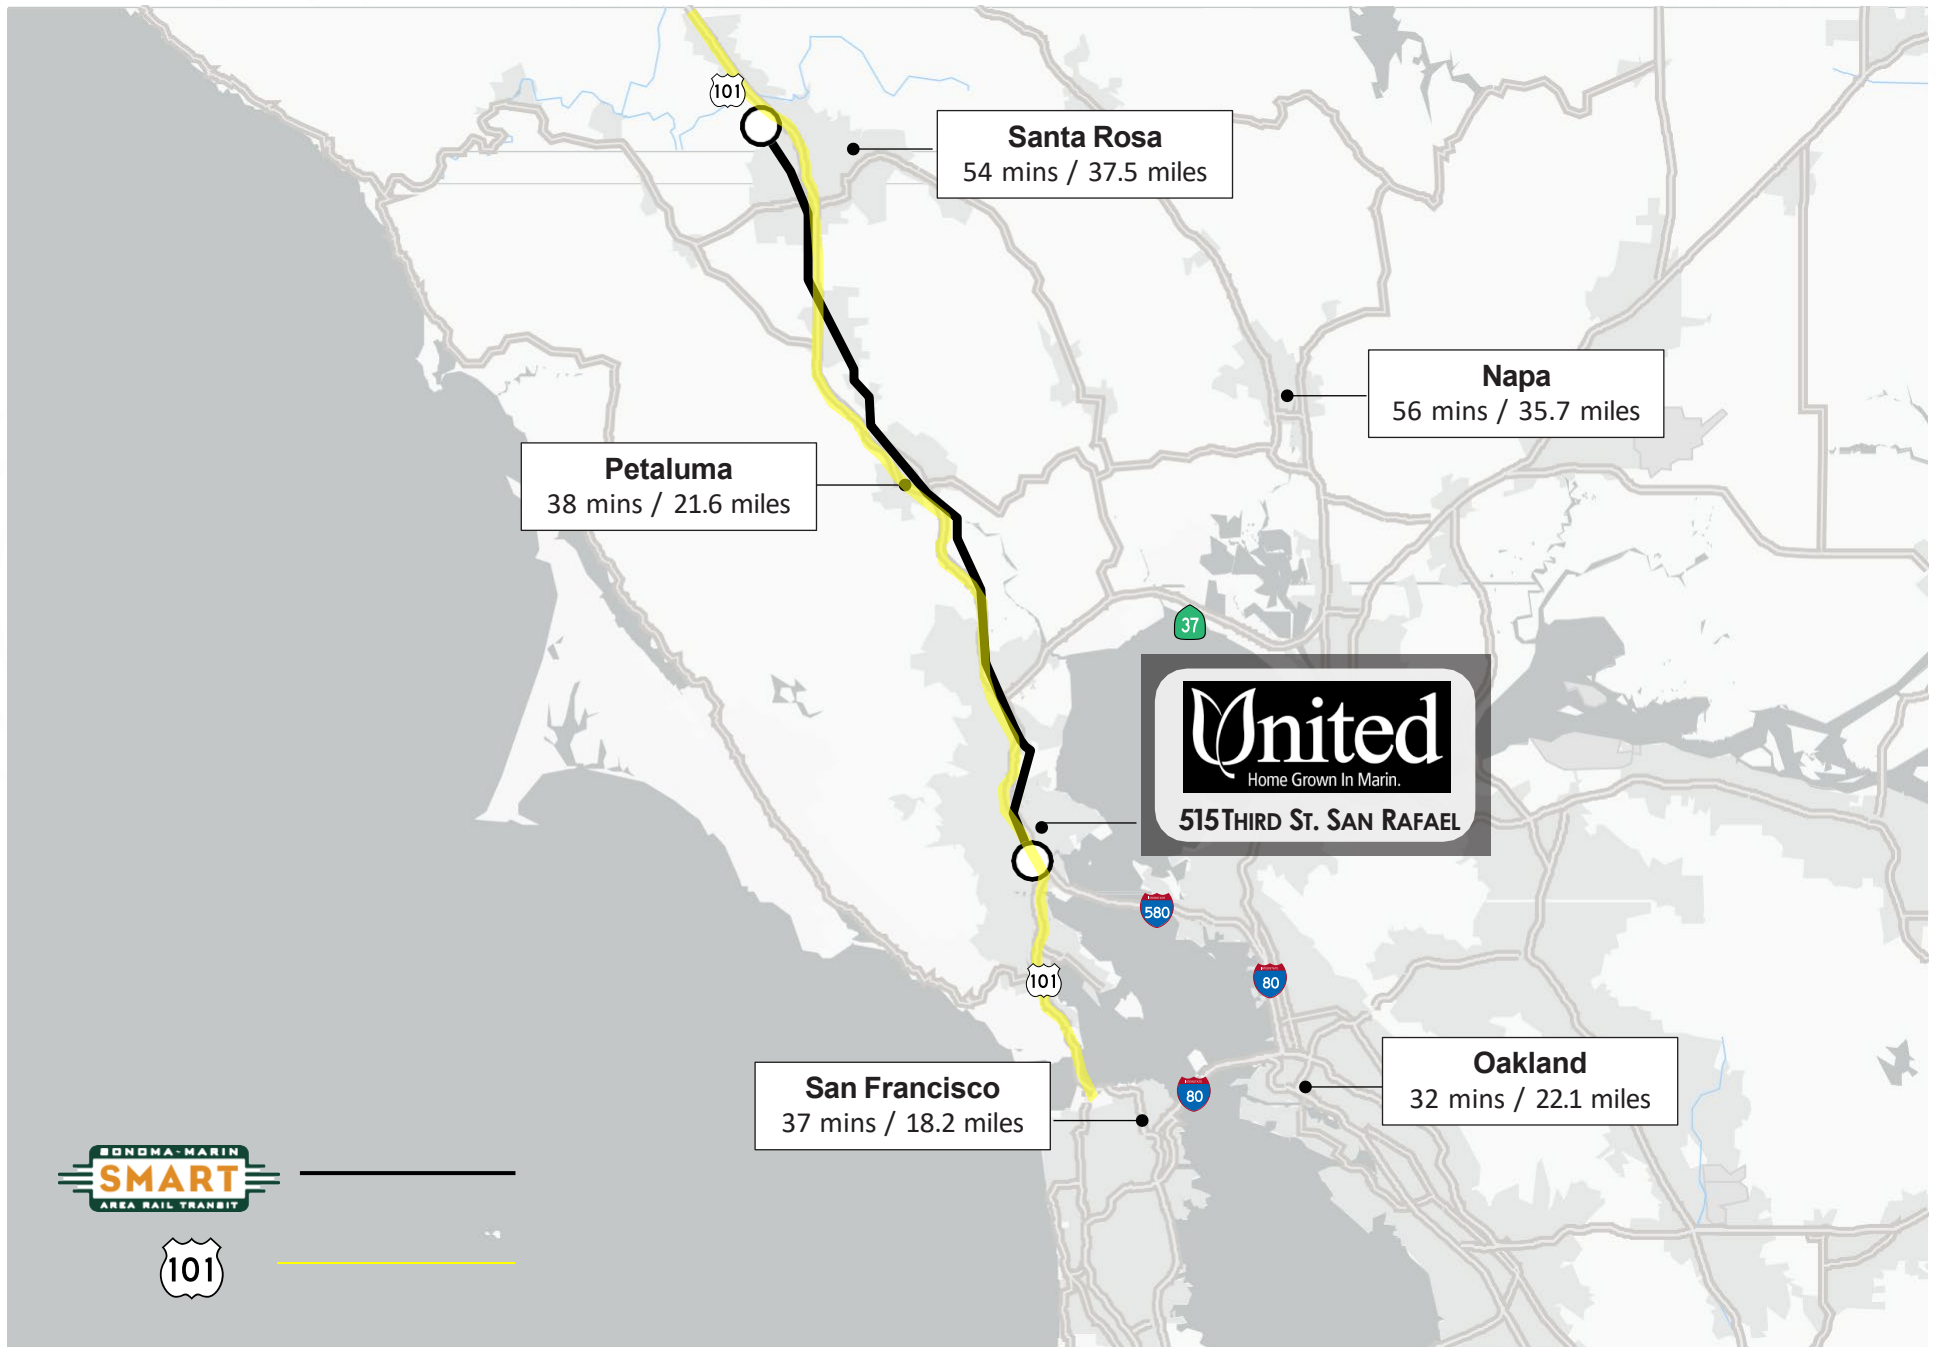 101
Santa Rosa
54 mins / 37.5 miles
Napa
56 mins / 35.7 miles
Petaluma
38 mins / 21.6 miles
37
United
Home Grown In Marin.
515 THIRD ST. SAN RAFAEL
580
101
80
San Francisco
37 mins / 18.2 miles
80
Oakland
32 mins / 22.1 miles
SONOMA-MARIN
SMART
AREA RAIL TRANSIT
101